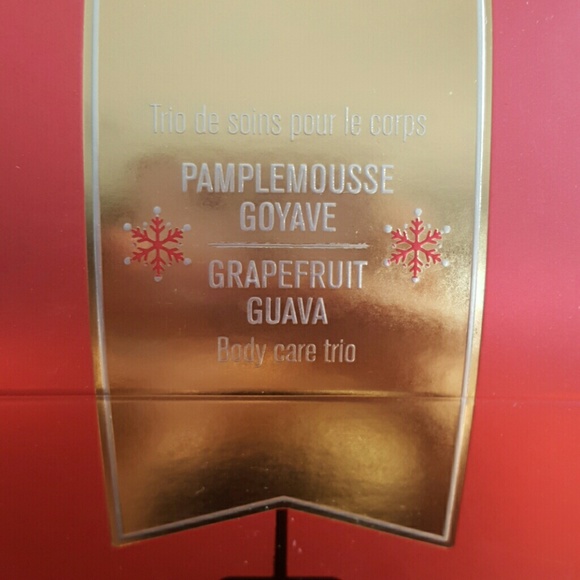 Trio de soins pour le corps
PAMPLEMOUSSE
GOYAVE
GRAPEFRUIT
GUAVA
Body care trio